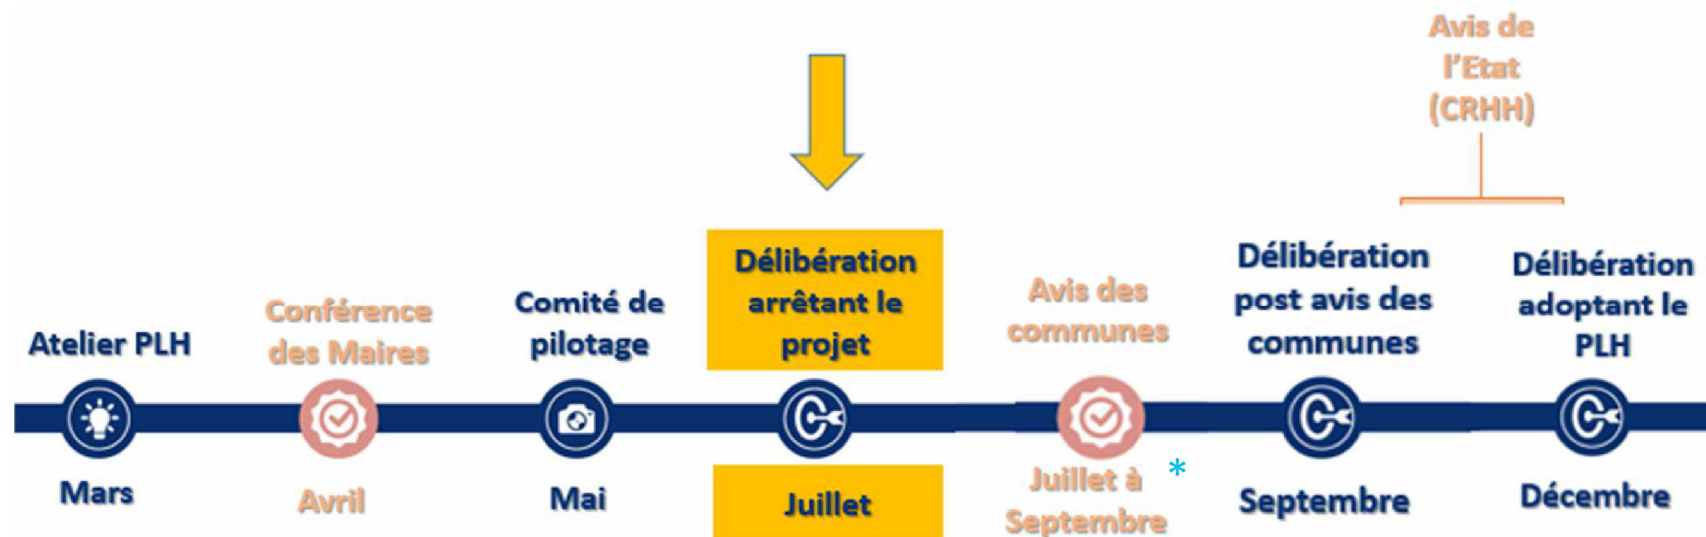 Atelier PLH
Mars
Conférence
des Maires
Avril
Comité de
pilotage
Mai
Délibération
arrêtant le
projet
Juillet
Avis des
communes
Juillet à *
Septembre
Délibération
post avis des
communes
Septembre
Avis de
l'Etat
(CRHH)
Délibération
adoptant le
PLH
Décembre